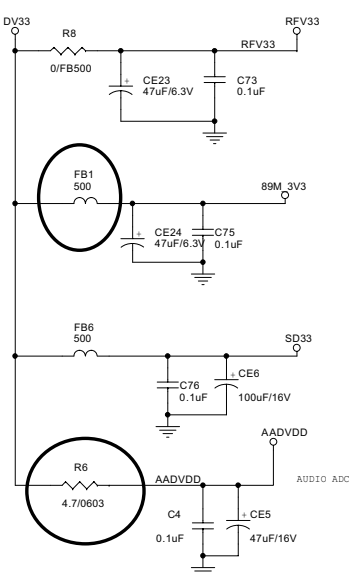 DV33
RFV33
R8
RFV33
0/FB500
+
CE23
47uF/6.3V
C73
0.1uF
FB1
500
89M_3V3
+
CE24
47uF/6.3V
C75
0.1uF
FB6
500
SD33
C76
0.1uF
+
CE6
100uF/16V
AADVDD
R6
AADVDD
AUDIO ADC
4.7/0603
C4
0.1uF
+
CE5
47uF/16V